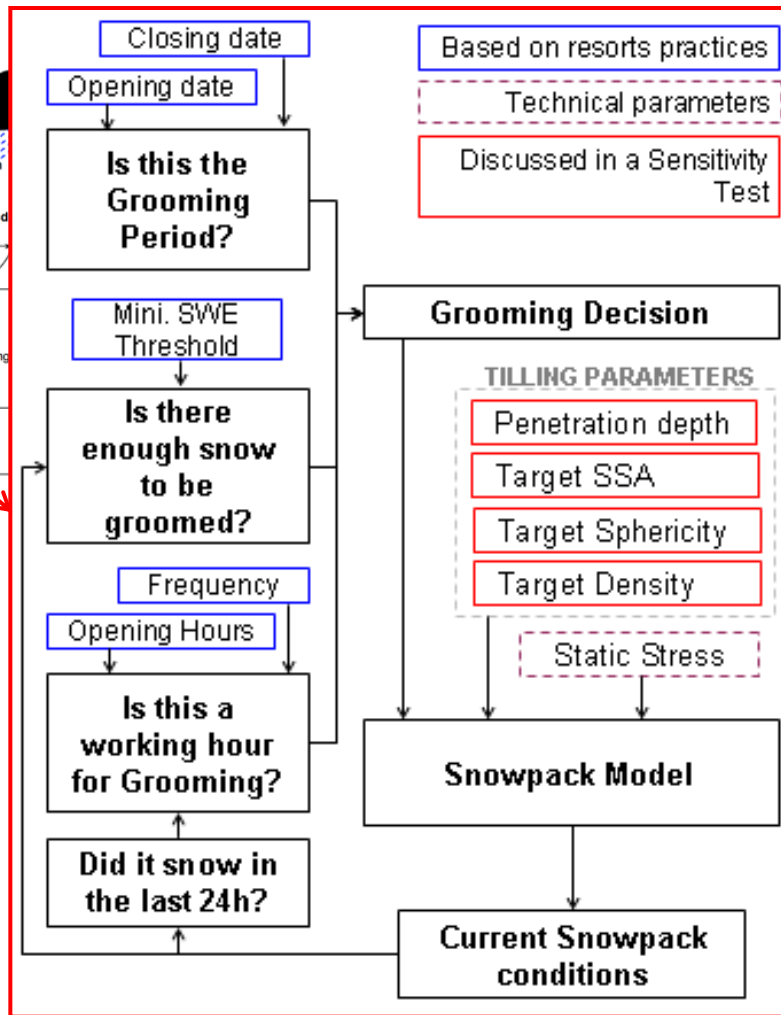 Closing date
Opening date
Is this the
Grooming
Period?
Mini. SWE
Threshold
Is there
enough snow
to be
groomed?
Frequency
Opening Hours
Is this a
working hour
for Grooming?
Did it snow in
the last 24h?
Based on resorts practices
Technical parameters
Discussed in a Sensitivity
Test
Grooming Decision
TILLING PARAMETERS
Penetration depth
Target SSA
Target Sphericity
Target Density
Static Stress
Snowpack Model
Current Snowpack
conditions